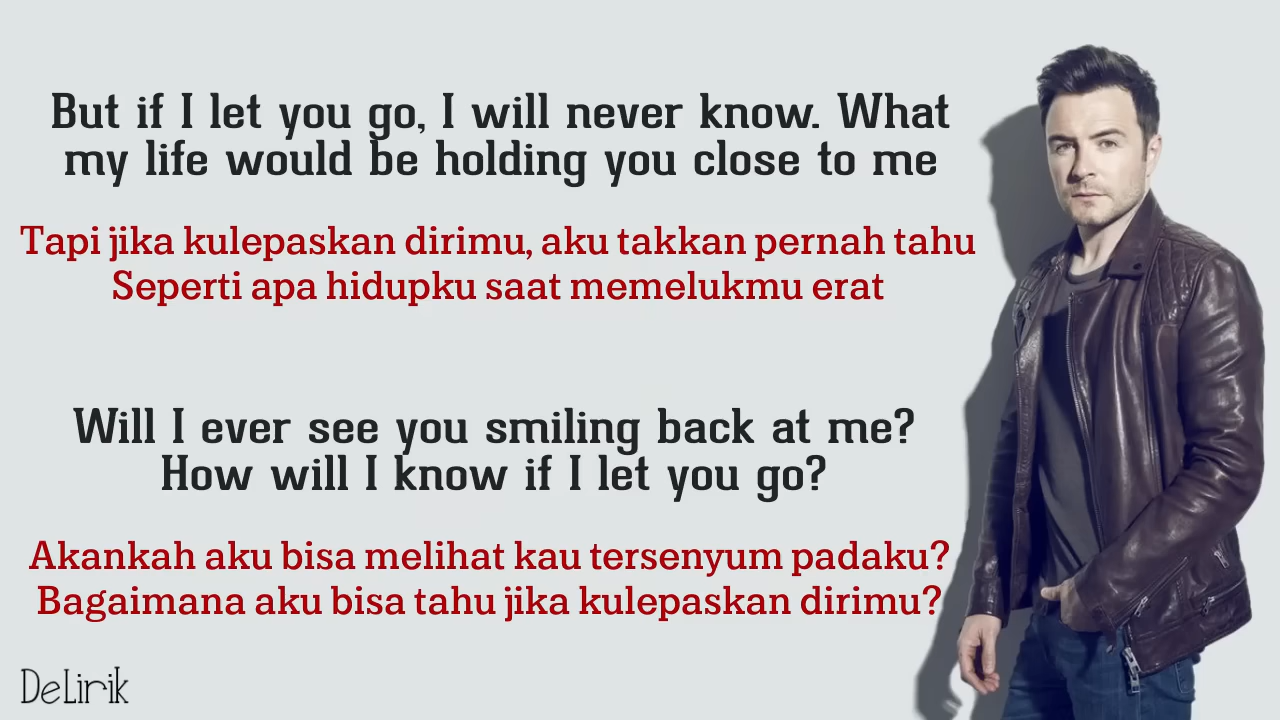 But if I let you go, I will never know. What
my life would be holding you close to me
Tapi jika kulepaskan dirimu, aku takkan pernah tahu
Seperti apa hidupku saat memelukmu erat
Will I ever see you smiling back at me?
How will I know if I let you go?
Akankah aku bisa melihat kau tersenyum padaku?
Bagaimana aku bisa tahu jika kulepaskan dirimu?
DeLirik